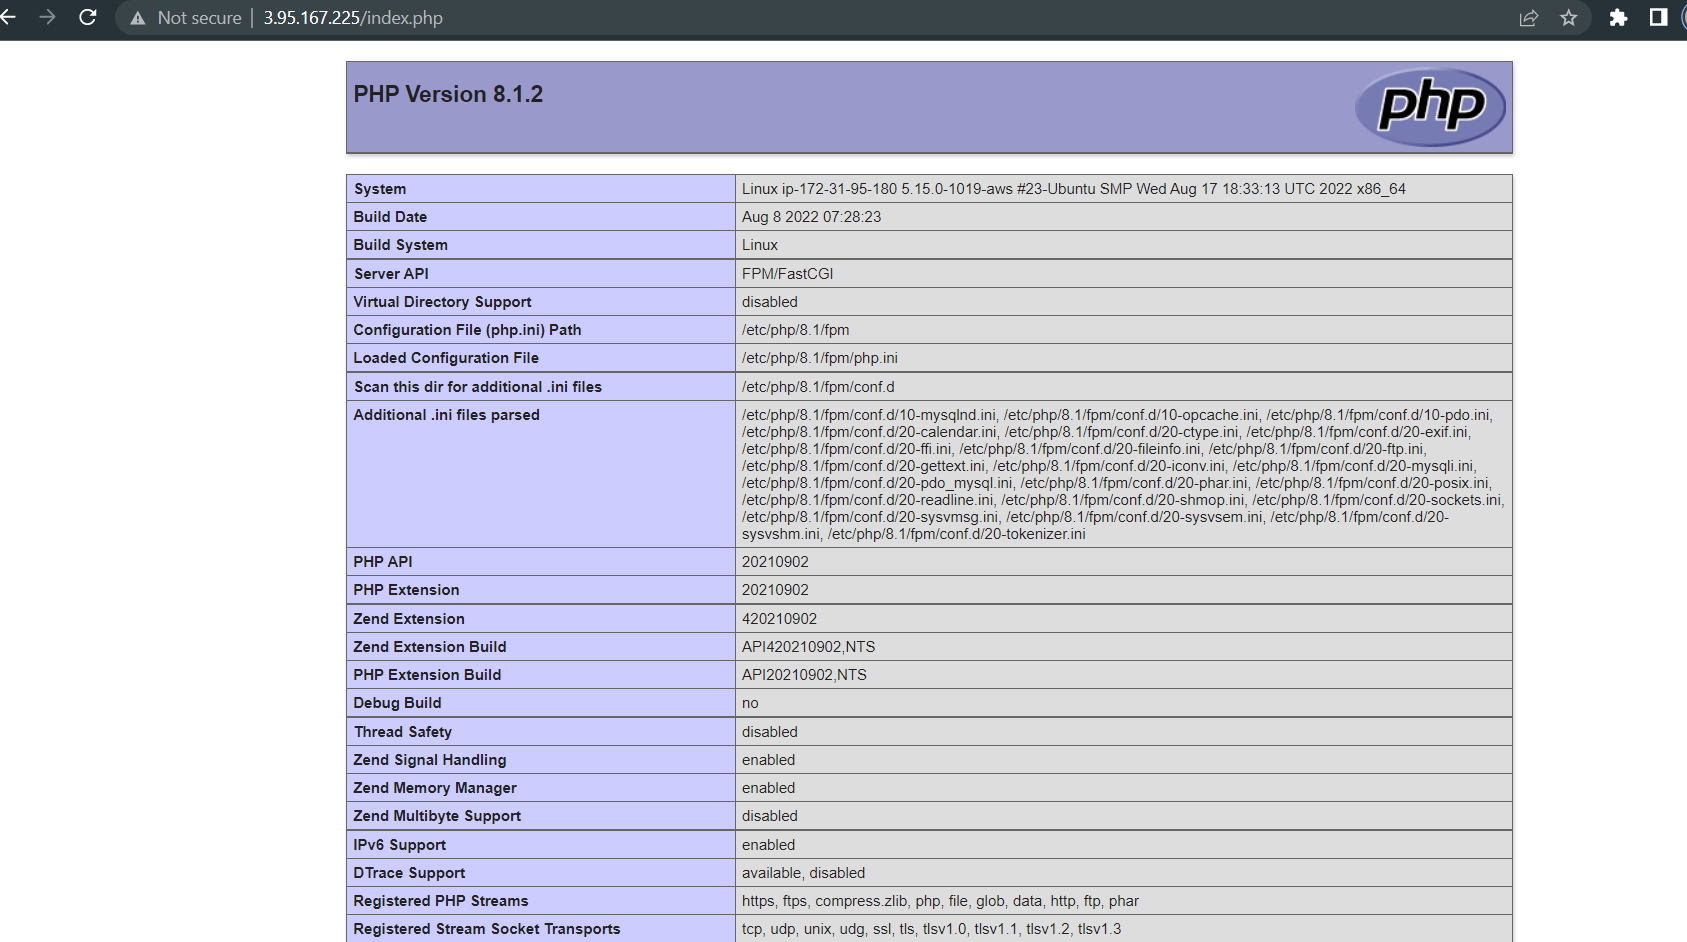 Not secure | 3.95.167.225/index.php
PHP Version 8.1.2
php
System Linux ip-172-31-95-180 5.15.0-1019-aws #23-Ubuntu SMP Wed Aug 17 18:33:13 UTC 2022 x86_64
Build Date Aug 8 2022 07:28:23
Build System Linux
Server API FPM/FastCGI
Virtual Directory Support disabled
Configuration File (php.ini) Path /etc/php/8.1/fpm
Loaded Configuration File /etc/php/8.1/fpm/php.ini
Scan this dir for additional .ini files /etc/php/8.1/fpm/conf.d
Additional .ini files parsed /etc/php/8.1/fpm/conf.d/10-mysqlnd.ini, /etc/php/8.1/fpm/conf.d/10-opcache.ini, /etc/php/8.1/fpm/conf.d/10-pdo.ini,
/etc/php/8.1/fpm/conf.d/20-calendar.ini, /etc/php/8.1/fpm/conf.d/20-ctype.ini, /etc/php/8.1/fpm/conf.d/20-exif.ini,
/etc/php/8.1/fpm/conf.d/20-ffi.ini, /etc/php/8.1/fpm/conf.d/20-fileinfo.ini, /etc/php/8.1/fpm/conf.d/20-ftp.ini,
/etc/php/8.1/fpm/conf.d/20-gettext.ini, /etc/php/8.1/fpm/conf.d/20-iconv.ini, /etc/php/8.1/fpm/conf.d/20-mysqli.ini,
/etc/php/8.1/fpm/conf.d/20-pdo_mysql.ini, /etc/php/8.1/fpm/conf.d/20-phar.ini, /etc/php/8.1/fpm/conf.d/20-posix.ini,
/etc/php/8.1/fpm/conf.d/20-readline.ini, /etc/php/8.1/fpm/conf.d/20-shmop.ini, /etc/php/8.1/fpm/conf.d/20-sockets.ini,
/etc/php/8.1/fpm/conf.d/20-sysvmsg.ini, /etc/php/8.1/fpm/conf.d/20-sysvsem.ini, /etc/php/8.1/fpm/conf.d/20-
sysvshm.ini, /etc/php/8.1/fpm/conf.d/20-tokenizer.ini
PHP API 20210902
PHP Extension 20210902
Zend Extension 420210902
Zend Extension Build API420210902,NTS
PHP Extension Build API20210902,NTS
Debug Build no
Thread Safety disabled
Zend Signal Handling enabled
Zend Memory Manager enabled
Zend Multibyte Support disabled
IPv6 Support enabled
DTrace Support available, disabled
Registered PHP Streams https, ftps, compress.zlib, php, file, glob, data, http, ftp, phar
Registered Stream Socket Transports tcp, udp, unix, udg, ssl, tls, tlsv1.0, tlsv1.1, tlsv1.2, tlsv1.3